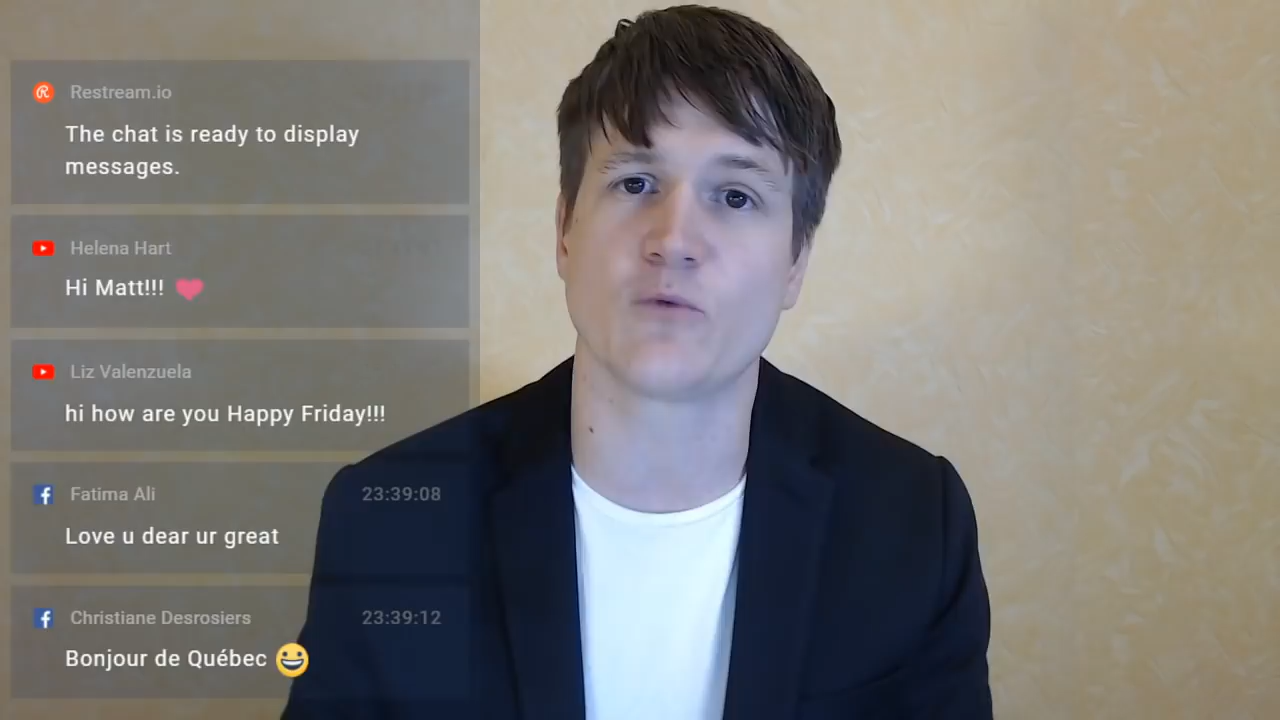 Restream.io
The chat is ready to display
messages.
Helena Hart
Hi Matt!!!
Liz Valenzuela
hi how are you Happy Friday!!!
Fatima Ali 23:39:08
Love u dear ur great
Christiane Desrosiers 23:39:12
Bonjour de Québec